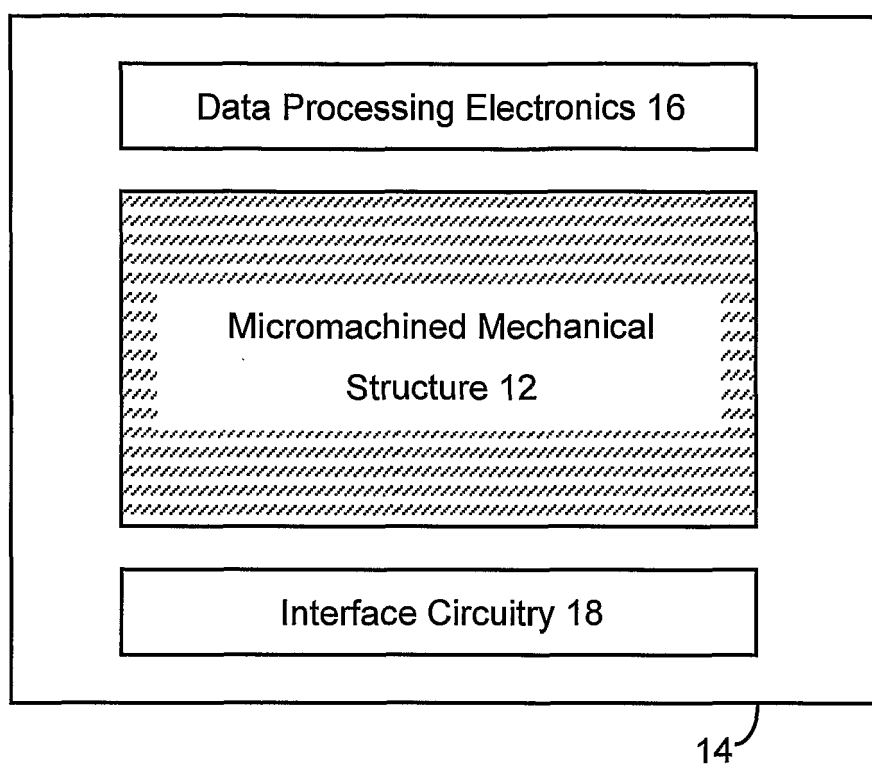 Data Processing Electronics 16
Micromachined Mechanical
Structure 12
Interface Circuitry 18
14